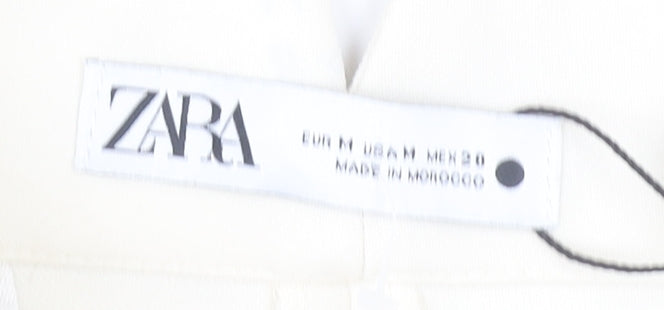 ZARA
EUR M USA M MEX 28
MADE IN MOROCCO